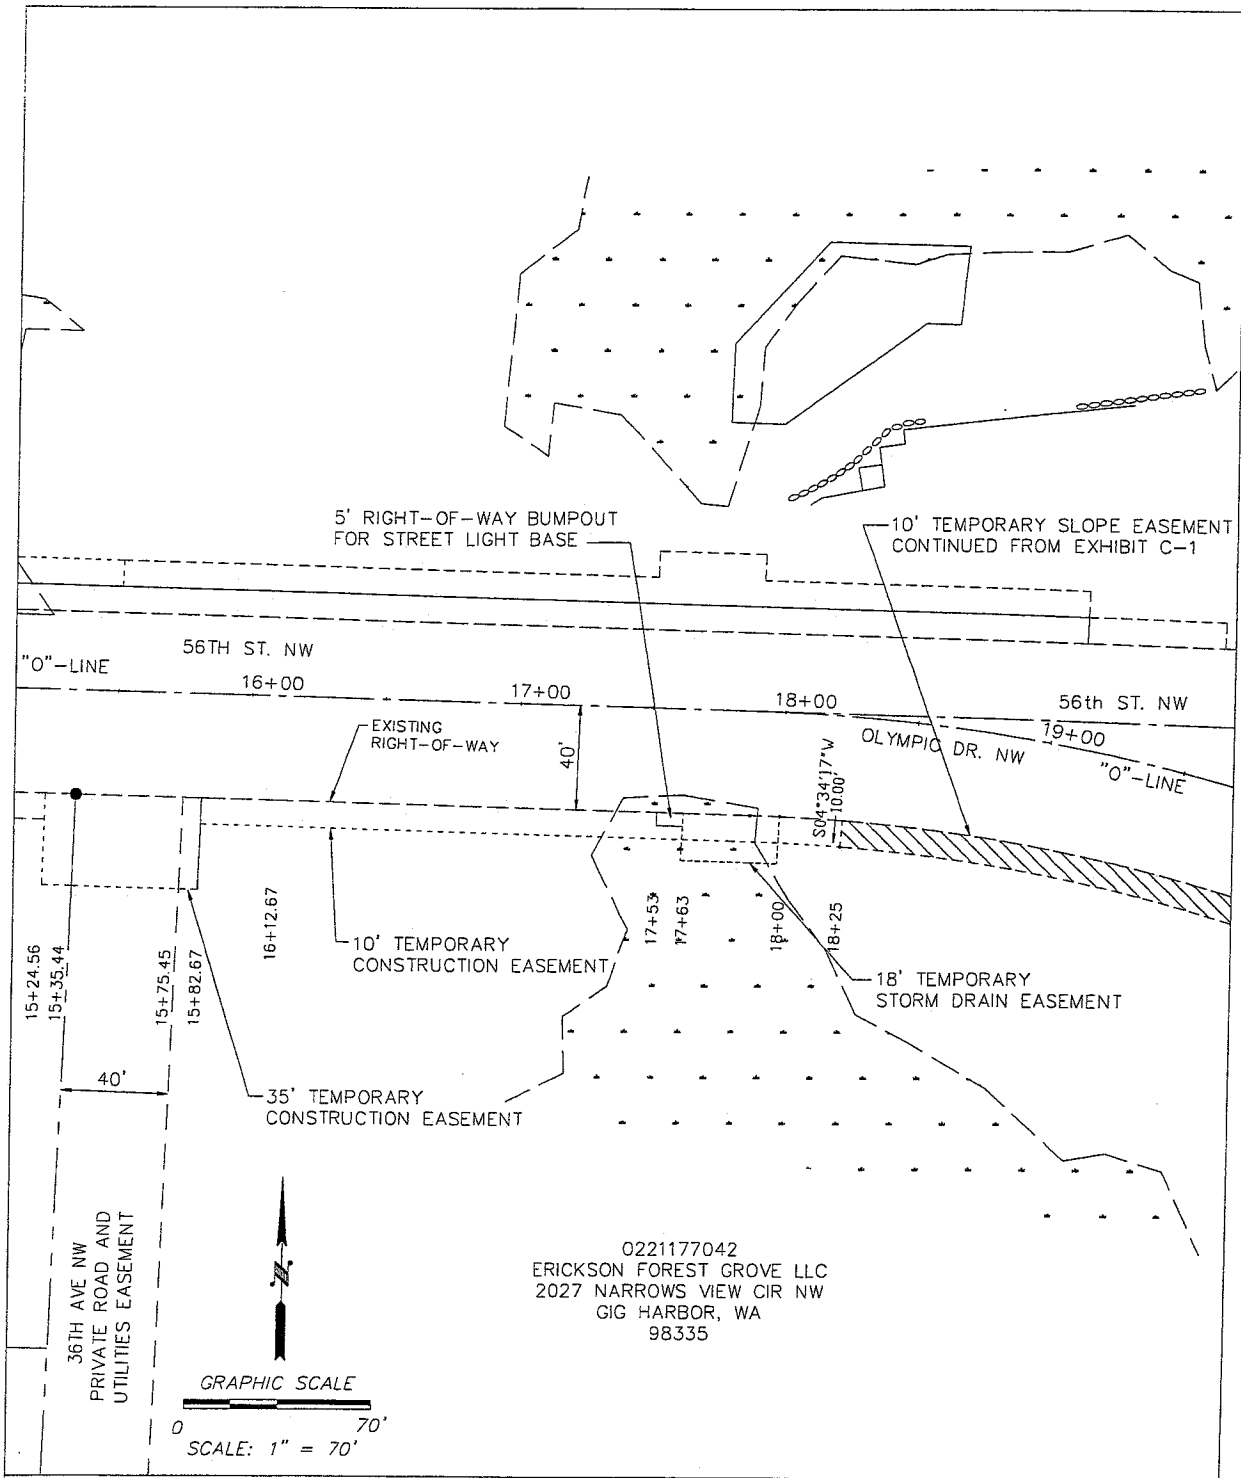 5' RIGHT-OF-WAY BUMPOUT
FOR STREET LIGHT BASE
10' TEMPORARY SLOPE EASEMENT
CONTINUED FROM EXHIBIT C-1
56TH ST. NW
"O"-LINE
16+00
17+00
18+00
56th ST. NW
EXISTING
RIGHT-OF-WAY
40'
OLYMPIC DR. NW
19+00
"O"-LINE
S04°34'17"W
10.00'
15+24.56
15+35.44
15+75.45
15+82.67
16+12.67
17+53
17+63
18+00
18+25
10' TEMPORARY
CONSTRUCTION EASEMENT
18' TEMPORARY
STORM DRAIN EASEMENT
40'
35' TEMPORARY
CONSTRUCTION EASEMENT
36TH AVE NW
PRIVATE ROAD AND
UTILITIES EASEMENT
N
0221177042
ERICKSON FOREST GROVE LLC
2027 NARROWS VIEW CIR NW
GIG HARBOR, WA
98335
GRAPHIC SCALE
0 70'
SCALE: 1" = 70'